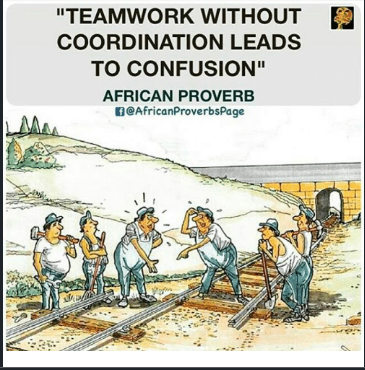 "TEAMWORK WITHOUT
COORDINATION LEADS
TO CONFUSION"
AFRICAN PROVERB
@AfricanProverbsPage